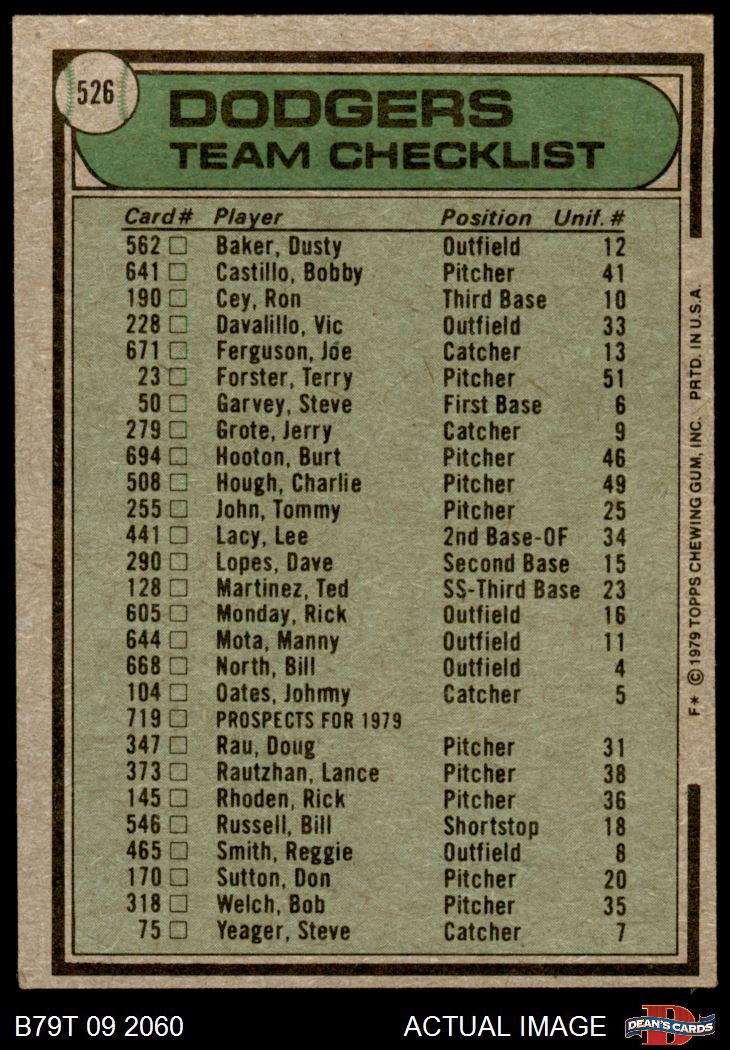 526
DODGERS
TEAM CHECKLIST
Card# Player Position Unif. #
562 Baker, Dusty Outfield 12
641 Castillo, Bobby Pitcher 41
190 Cey, Ron Third Base 10
228 Davalillo, Vic Outfield 33
671 Ferguson, Joe Catcher 13
23 Forster, Terry Pitcher 51
50 Garvey, Steve First Base 6
279 Grote, Jerry Catcher 9
694 Hooton, Burt Pitcher 46
508 Hough, Charlie Pitcher 49
255 John, Tommy Pitcher 25
441 Lacy, Lee 2nd Base-OF 34
290 Lopes, Dave Second Base 15
128 Martinez, Ted SS-Third Base 23
605 Monday, Rick Outfield 16
644 Mota, Manny Outfield 11
668 North, Bill Outfield 4
104 Oates, Johnny Catcher 5
719 PROSPECTS FOR 1979
347 Rau, Doug Pitcher 31
373 Rautzhan, Lance Pitcher 38
145 Rhoden, Rick Pitcher 36
546 Russell, Bill Shortstop 18
465 Smith, Reggie Outfield 8
170 Sutton, Don Pitcher 20
318 Welch, Bob Pitcher 35
75 Yeager, Steve Catcher 7
F* © 1979 TOPPS CHEWING GUM, INC. PRTD. IN U.S.A.
B79T 09 2060 ACTUAL IMAGE
D
DEAN'S CARDS